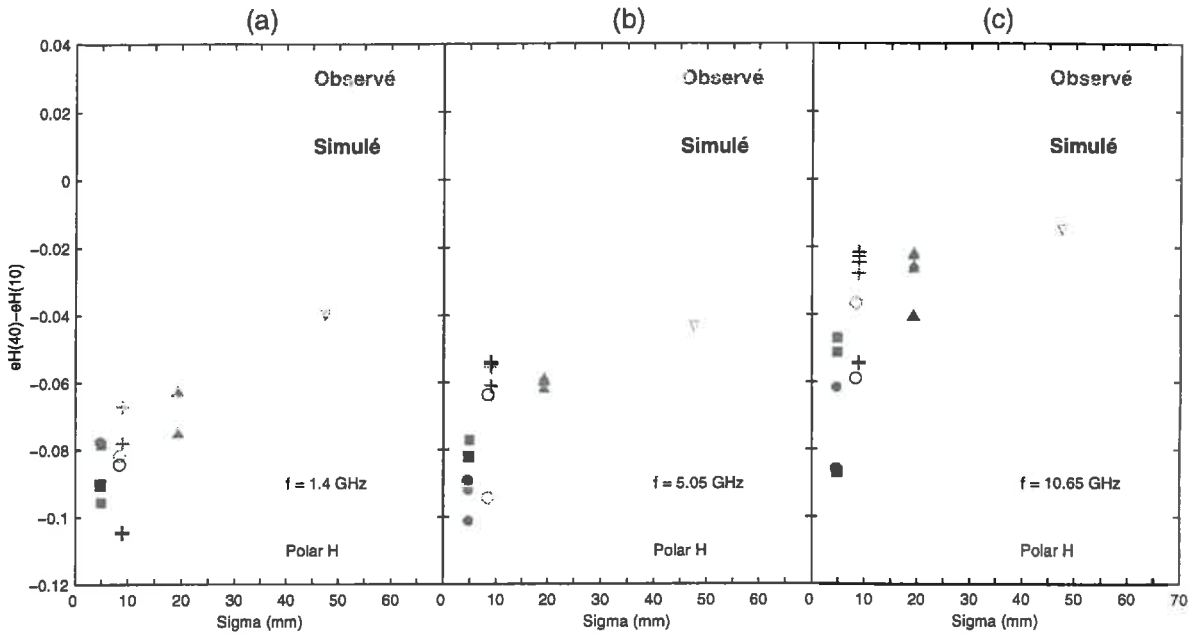 (a) (b) (c)
0.04
0.02
0
−0.02
−0.04
−0.06
−0.08
−0.1
−0.12
eH(40)−eH(10)
Observé
Simulé
f = 1.4 GHz
Polar H
0 10 20 30 40 50 60
Sigma (mm)
Observé
Simulé
f = 5.05 GHz
Polar H
0 10 20 30 40 50 60
Sigma (mm)
Observé
Simulé
f = 10.65 GHz
Polar H
0 10 20 30 40 50 60 70
Sigma (mm)